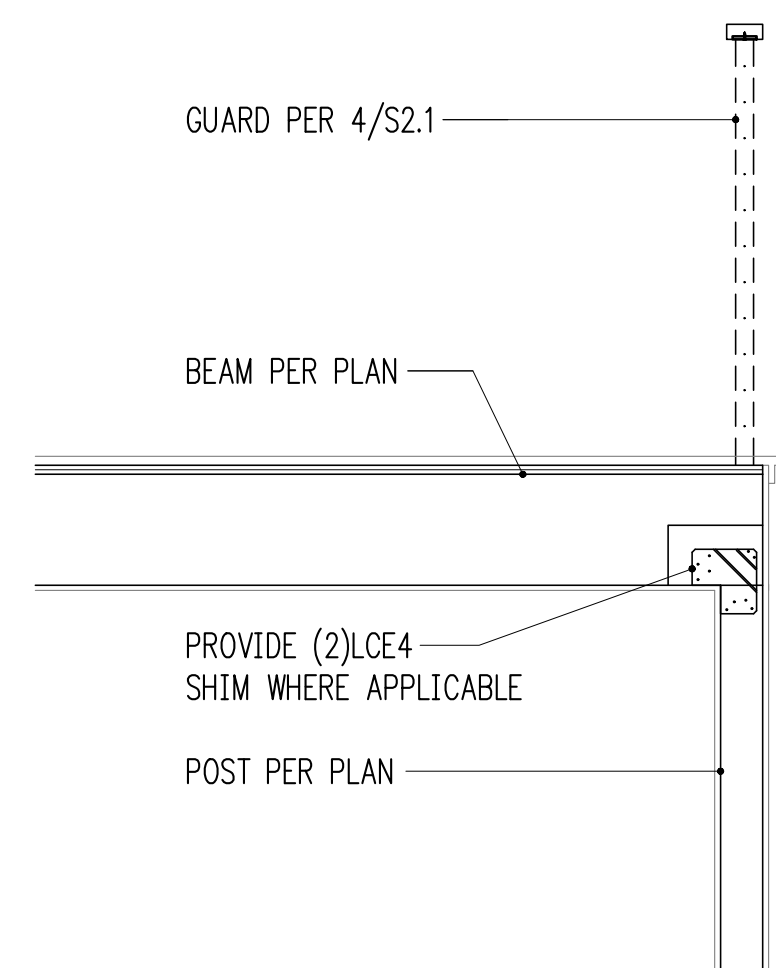 GUARD PER 4/S2.1
BEAM PER PLAN
PROVIDE (2)LCE4
SHIM WHERE APPLICABLE
POST PER PLAN